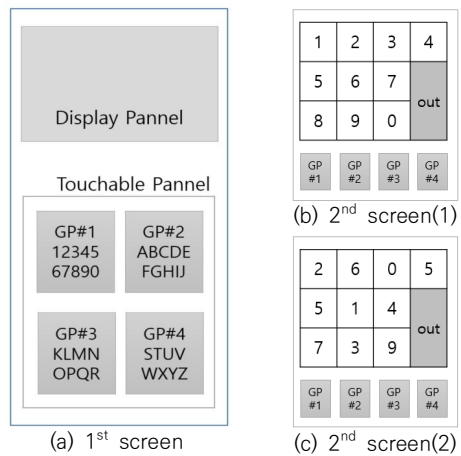 Display Pannel
Touchable Pannel
GP#1
12345
67890
GP#2
ABCDE
FGHIJ
GP#3
KLMN
OPQR
GP#4
STUV
WXYZ
(a) 1st screen
1 2 3 4
5 6 7
out
8 9 0
GP #1
GP #2
GP #3
GP #4
(b) 2nd screen(1)
2 6 0 5
5 1 4
out
7 3 9
GP #1
GP #2
GP #3
GP #4
(c) 2nd screen(2)